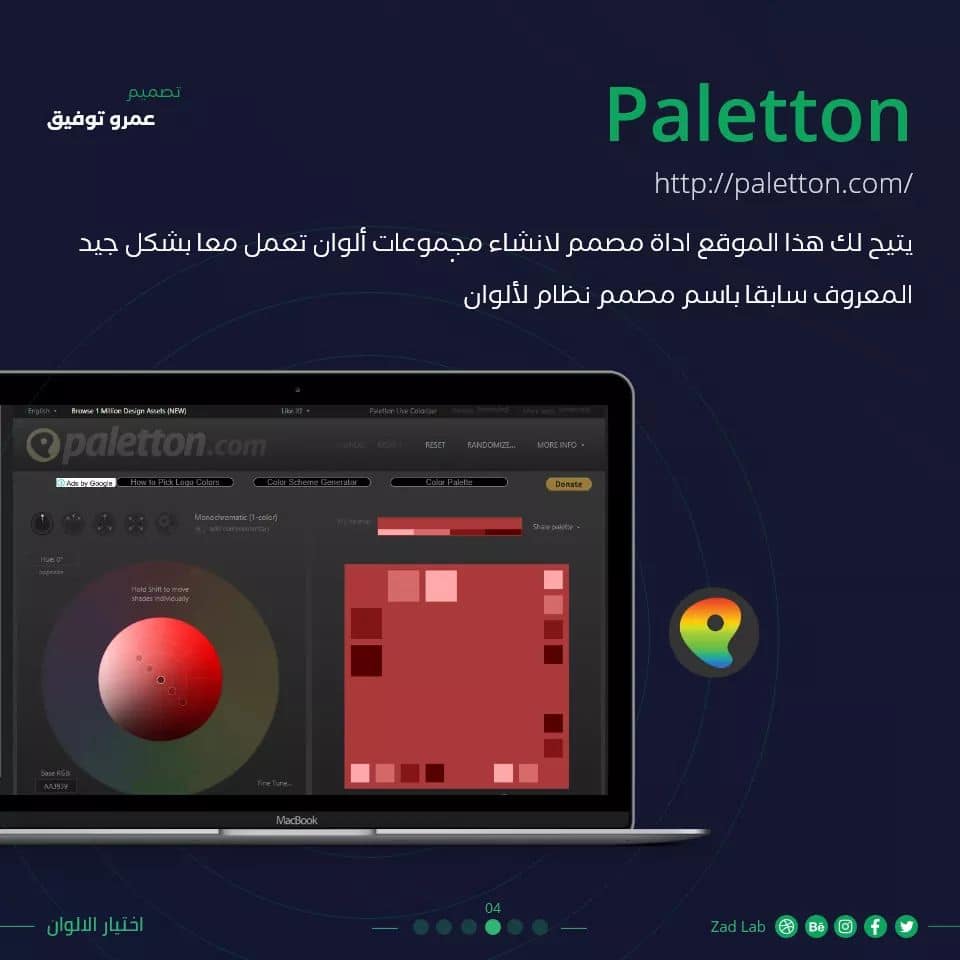 تصميم
عمرو توفيق
Paletton
http://paletton.com/
يتيح لك هذا الموقع اداة مصمم لانشاء مجموعات ألوان تعمل معا بشكل جيد
المعروف سابقا باسم مصمم نظام لألوان
English
Browse 1 Million Design Assets (NEW)
Like it?
Paletton Live Colorizer
paletton.com
RESET
RANDOMIZE...
MORE INFO
Ads by Google
How to Pick Logo Colors
Color Scheme Generator
Color Palette
Donate
Monochromatic (1-color)
add complementary
Share palette
Hue: 0°
Hold Shift to move
shades individually
Base RGB:
AA3939
Fine Tune...
MacBook
اختيار الالوان
04
Zad Lab
Bē